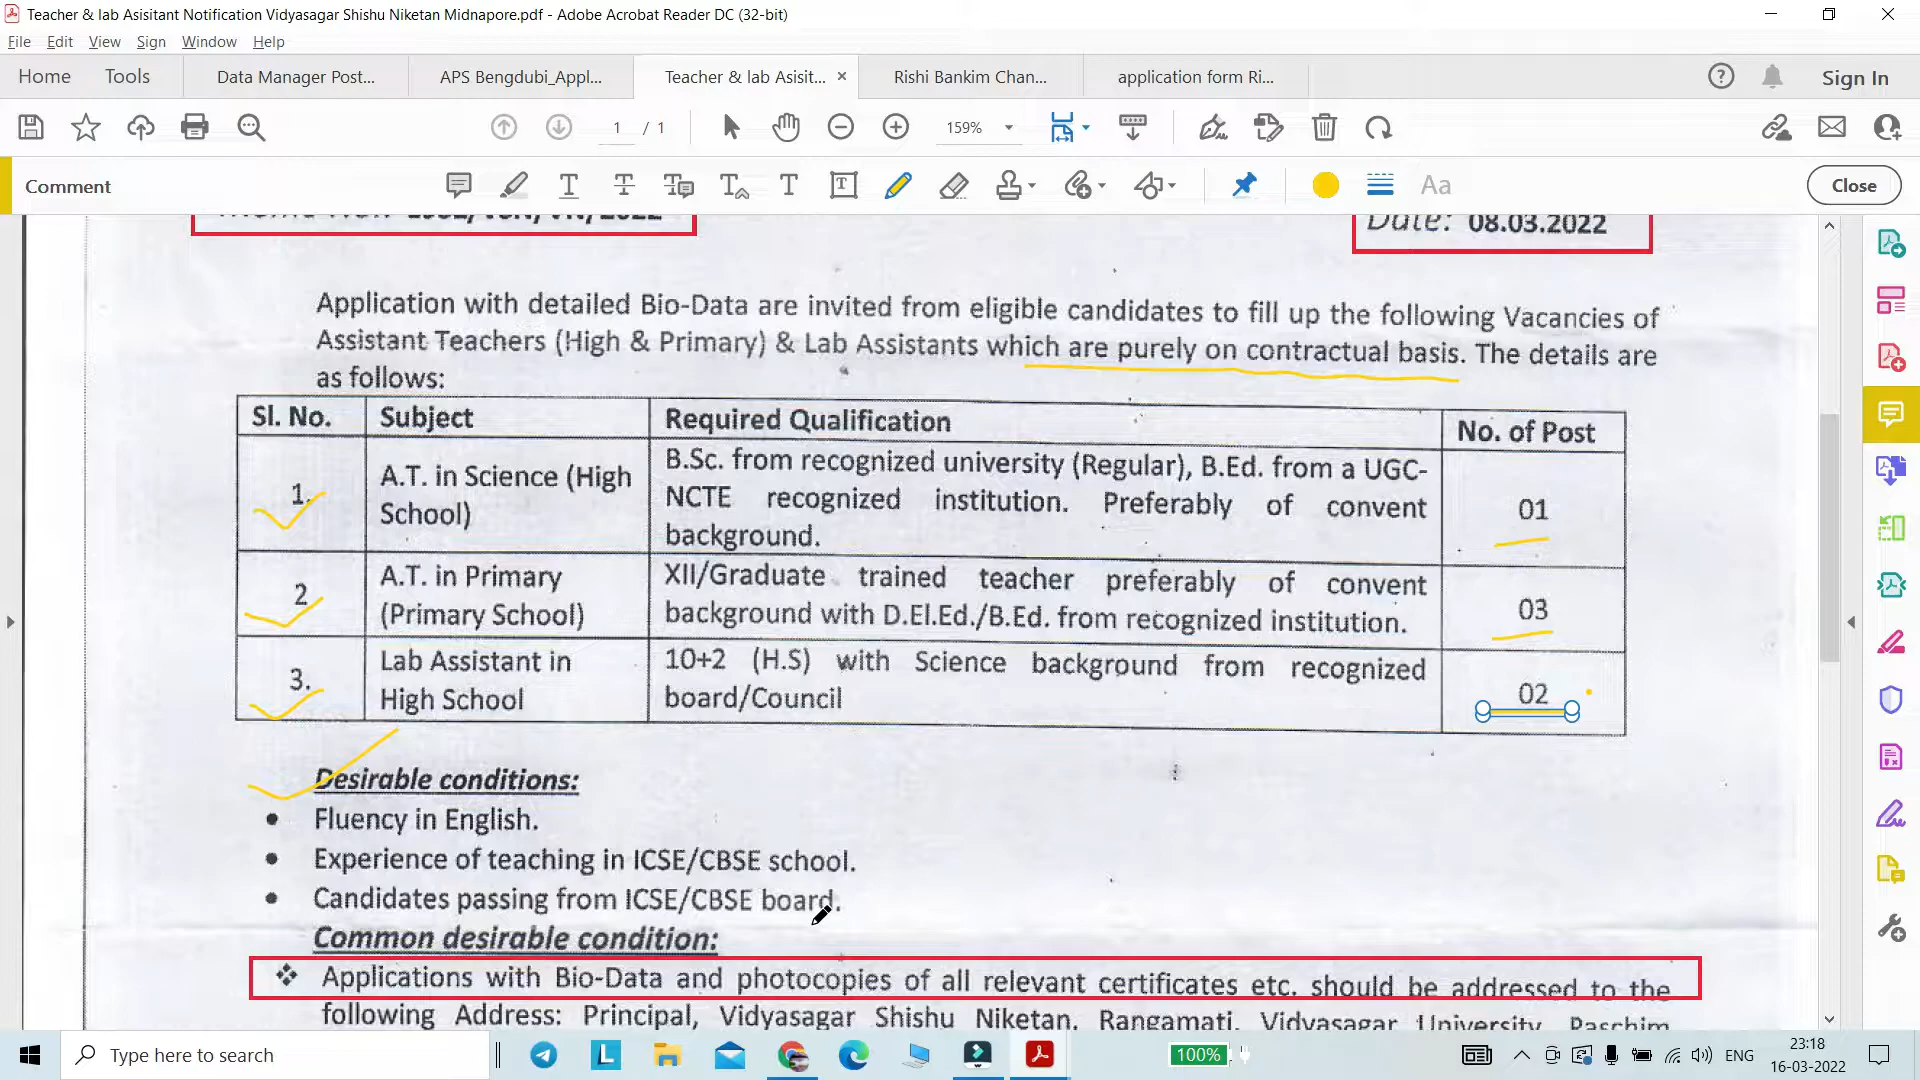 Teacher & lab Asisitant Notification Vidyasagar Shishu Niketan Midnapore.pdf - Adobe Acrobat Reader DC (32-bit)
File Edit View Sign Window Help
Home Tools Data Manager Post... APS Bengdubi_Appl... Teacher & lab Asisit... × Rishi Bankim Chan... application form Ri... Sign In
1 / 1 159%
Comment Aa Close
Date: 08.03.2022
Application with detailed Bio-Data are invited from eligible candidates to fill up the following Vacancies of
Assistant Teachers (High & Primary) & Lab Assistants which are purely on contractual basis. The details are
as follows:
Sl. No. Subject Required Qualification No. of Post
1. A.T. in Science (High School) B.Sc. from recognized university (Regular), B.Ed. from a UGC-
NCTE recognized institution. Preferably of convent
background. 01
2 A.T. in Primary (Primary School) XII/Graduate trained teacher preferably of convent
background with D.El.Ed./B.Ed. from recognized institution. 03
3. Lab Assistant in High School 10+2 (H.S) with Science background from recognized
board/Council 02
Desirable conditions:
• Fluency in English.
• Experience of teaching in ICSE/CBSE school.
• Candidates passing from ICSE/CBSE board.
Common desirable condition:
❖ Applications with Bio-Data and photocopies of all relevant certificates etc. should be addressed to the
following Address: Principal, Vidyasagar Shishu Niketan, Rangamati, Vidyasagar University, Paschim
Type here to search
100%
ENG
23:18
16-03-2022